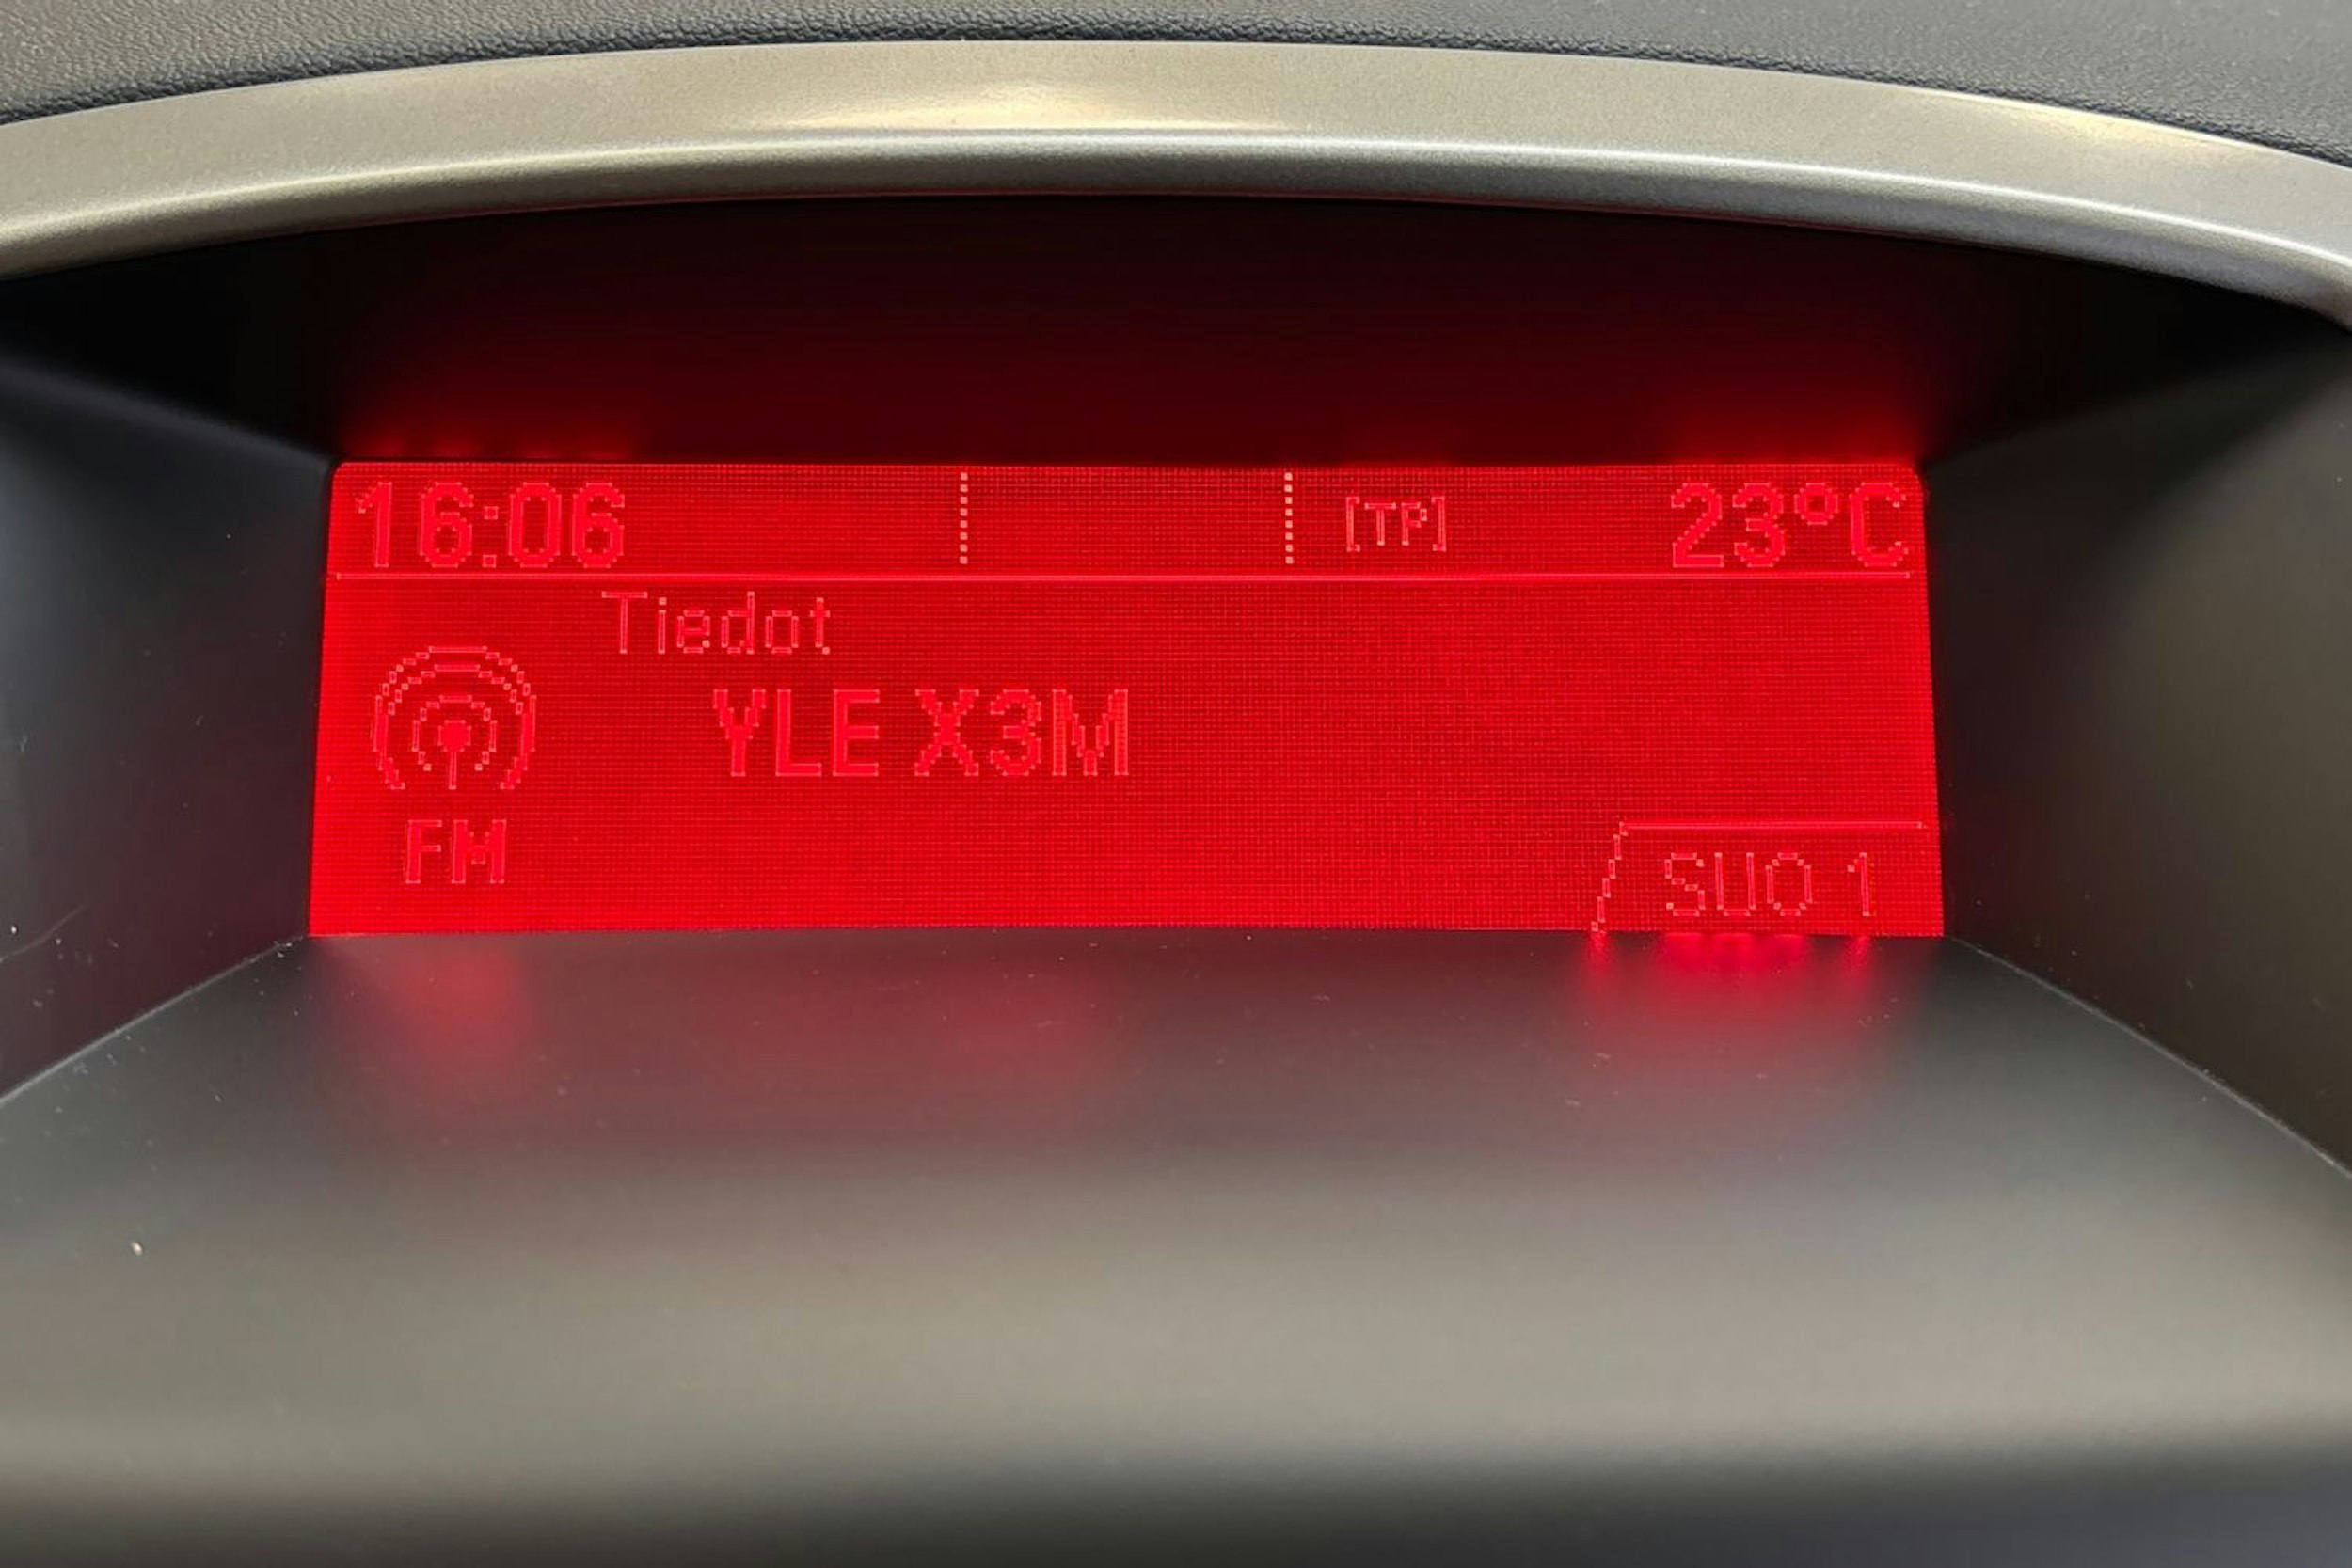 16:06 [TP] 23°C
Tiedot
YLE X3M
FM
SUO 1